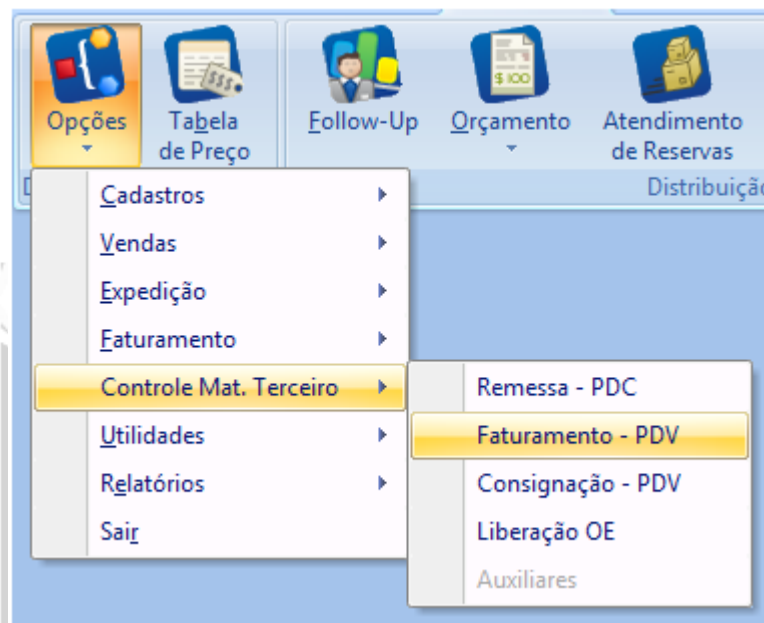 Opções
Tabela
de Preço
Follow-Up
Orçamento
$ 100
Atendimento
de Reservas
Distribuiçã
Cadastros
Vendas
Expedição
Faturamento
Controle Mat. Terceiro
Utilidades
Relatórios
Sair
Remessa - PDC
Faturamento - PDV
Consignação - PDV
Liberação OE
Auxiliares